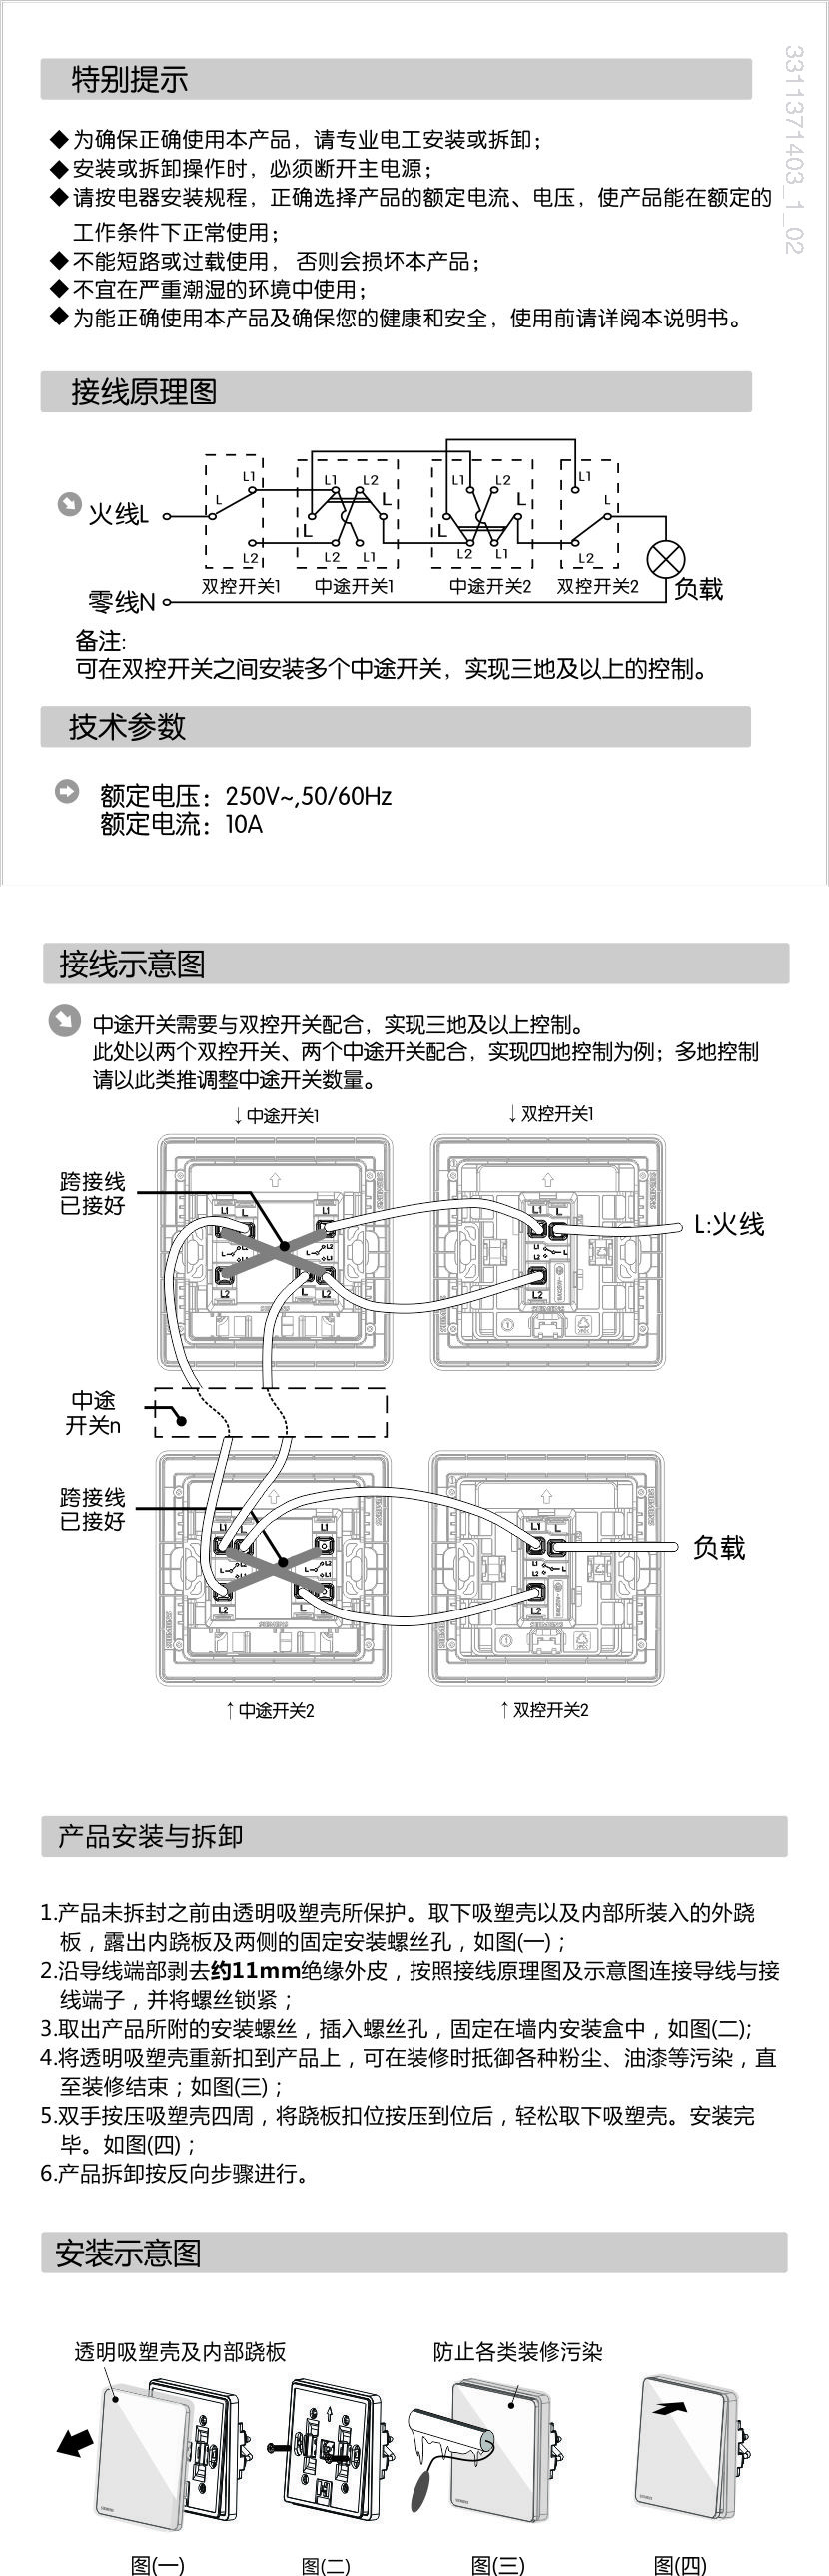 特别提示
3311371403_1_02
◆为确保正确使用本产品，请专业电工安装或拆卸；
◆安装或拆卸操作时，必须断开主电源；
◆请按电器安装规程，正确选择产品的额定电流、电压，使产品能在额定的
工作条件下正常使用；
◆不能短路或过载使用，否则会损坏本产品；
◆不宜在严重潮湿的环境中使用；
◆为能正确使用本产品及确保您的健康和安全，使用前请详阅本说明书。
接线原理图
火线L
L
L1
L2
双控开关1
L1 L2
L L
L2 L1
中途开关1
L1 L2
L L
L2 L1
中途开关2
L1
L
L2
双控开关2
负载
零线N
备注:
可在双控开关之间安装多个中途开关，实现三地及以上的控制。
技术参数
额定电压：250V~,50/60Hz
额定电流：10A
接线示意图
中途开关需要与双控开关配合，实现三地及以上控制。
此处以两个双控开关、两个中途开关配合，实现四地控制为例；多地控制
请以此类推调整中途开关数量。
↓中途开关1
↓双控开关1
跨接线
已接好
L1 L L1
L2 L L2
L1 L
L2
L:火线
中途
开关n
跨接线
已接好
L1 L L1
L2 L L2
L1 L
L2
负载
↑中途开关2
↑双控开关2
产品安装与拆卸
1.产品未拆封之前由透明吸塑壳所保护。取下吸塑壳以及内部所装入的外跷
板，露出内跷板及两侧的固定安装螺丝孔，如图(一)；
2.沿导线端部剥去约11mm绝缘外皮，按照接线原理图及示意图连接导线与接
线端子，并将螺丝锁紧；
3.取出产品所附的安装螺丝，插入螺丝孔，固定在墙内安装盒中，如图(二);
4.将透明吸塑壳重新扣到产品上，可在装修时抵御各种粉尘、油漆等污染，直
至装修结束；如图(三)；
5.双手按压吸塑壳四周，将跷板扣位按压到位后，轻松取下吸塑壳。安装完
毕。如图(四)；
6.产品拆卸按反向步骤进行。
安装示意图
透明吸塑壳及内部跷板
防止各类装修污染
图(一)
图(二)
图(三)
图(四)